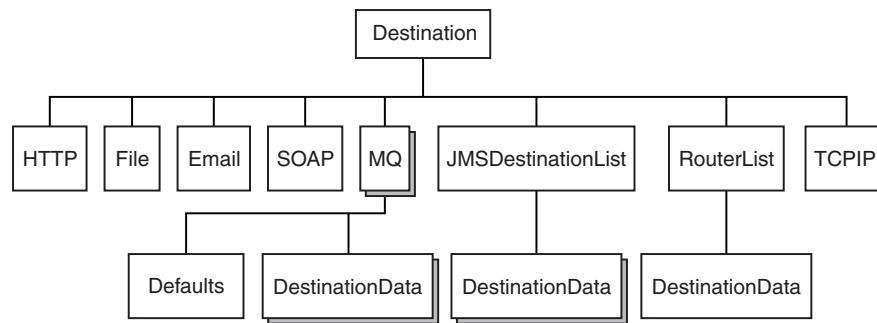 Destination
HTTP
File
Email
SOAP
MQ
JMSDestinationList
RouterList
TCPIP
Defaults
DestinationData
DestinationData
DestinationData